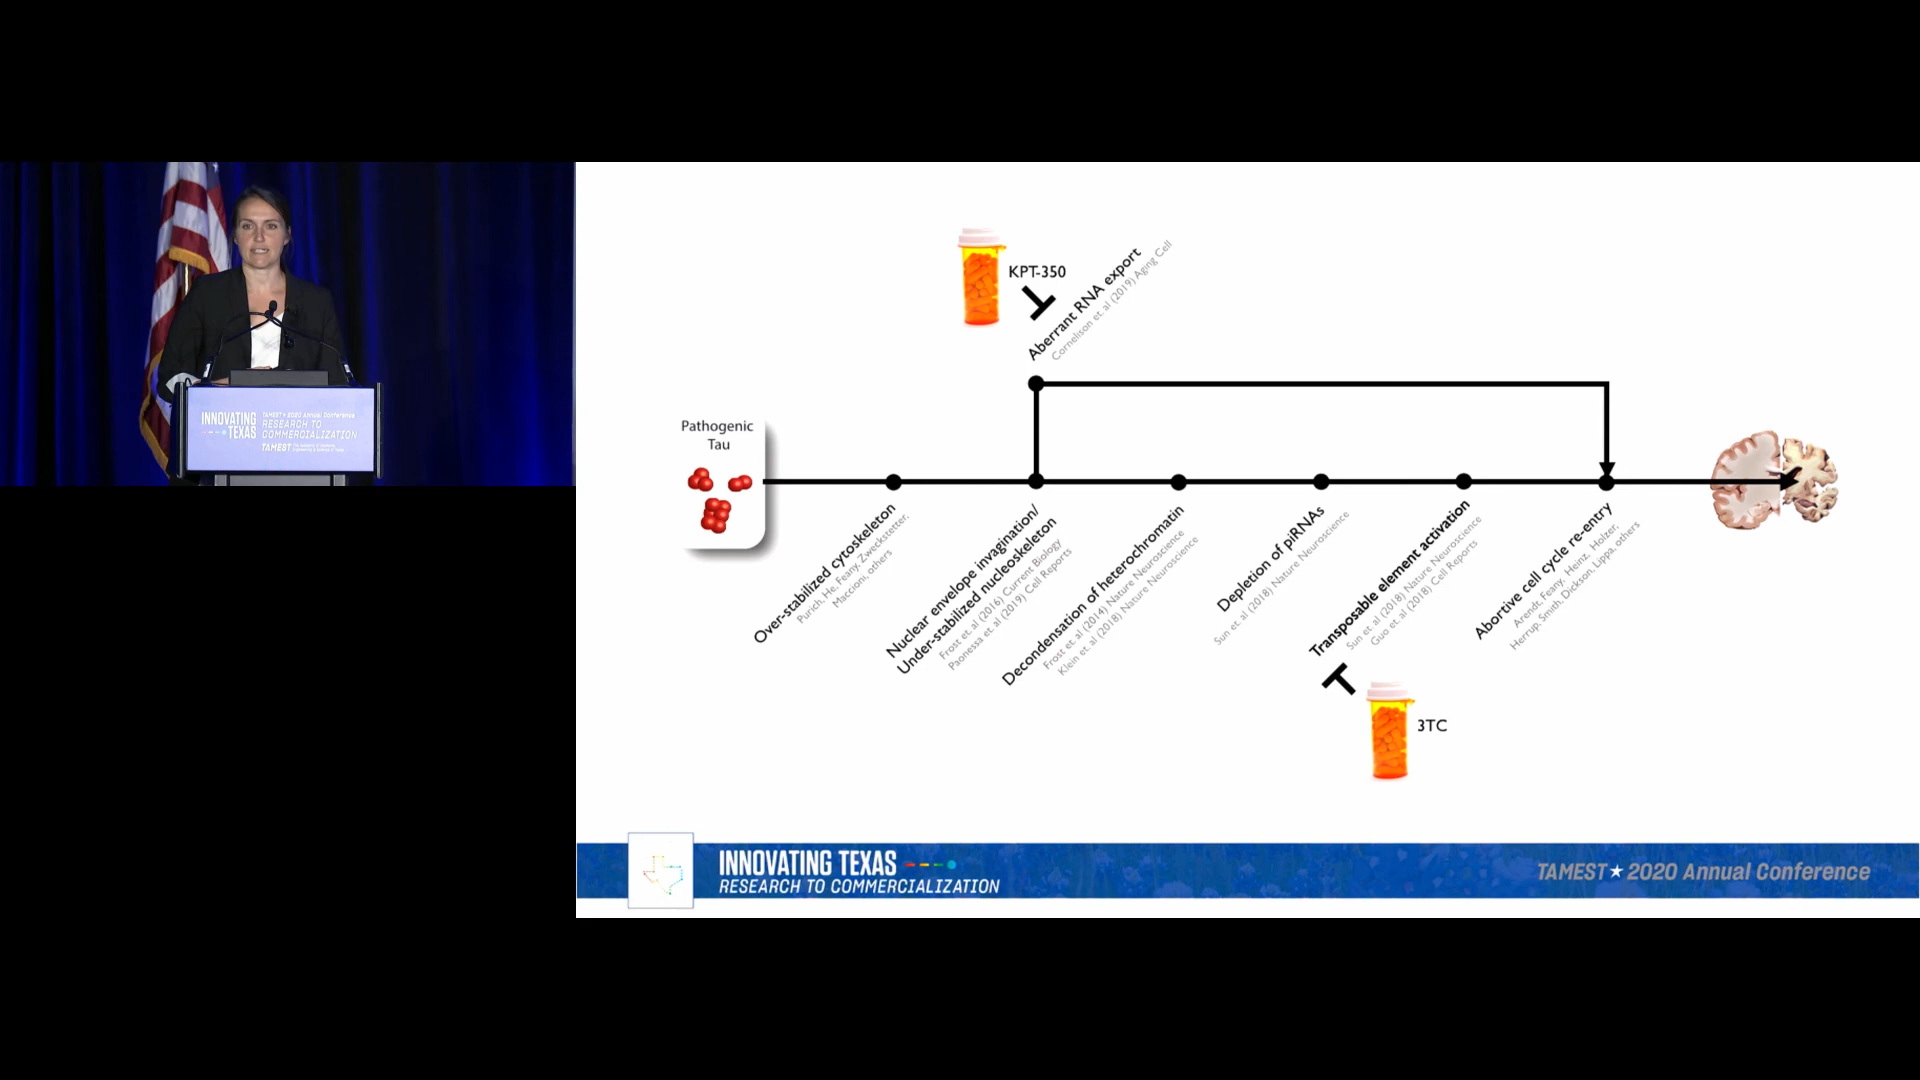 INNOVATING
TEXAS
TAMEST 2020 Annual Conference
RESEARCH TO
COMMERCIALIZATION
TAMEST
KPT-350
Aberrant RNA export
Cornelison et. al (2019) Aging Cell
Pathogenic
Tau
Over-stabilized cytoskeleton
Purich, He, Feany, Zweckstetter,
Maccioni, others
Nuclear envelope invagination/
Under-stabilized nucleoskeleton
Frost et. al (2016) Current Biology
Paonessa et. al (2019) Cell Reports
Decondensation of heterochromatin
Frost et. al (2014) Nature Neuroscience
Klein et. al (2018) Nature Neuroscience
Depletion of piRNAs
Sun et. al (2018) Nature Neuroscience
Transposable element activation
Sun et. al (2018) Nature Neuroscience
Guo et. al (2018) Cell Reports
Abortive cell cycle re-entry
Arendt, Feany, Heinz, Holzer,
Herrup, Smith, Dickson, Lippa, others
3TC
INNOVATING TEXAS
RESEARCH TO COMMERCIALIZATION
TAMEST★2020 Annual Conference